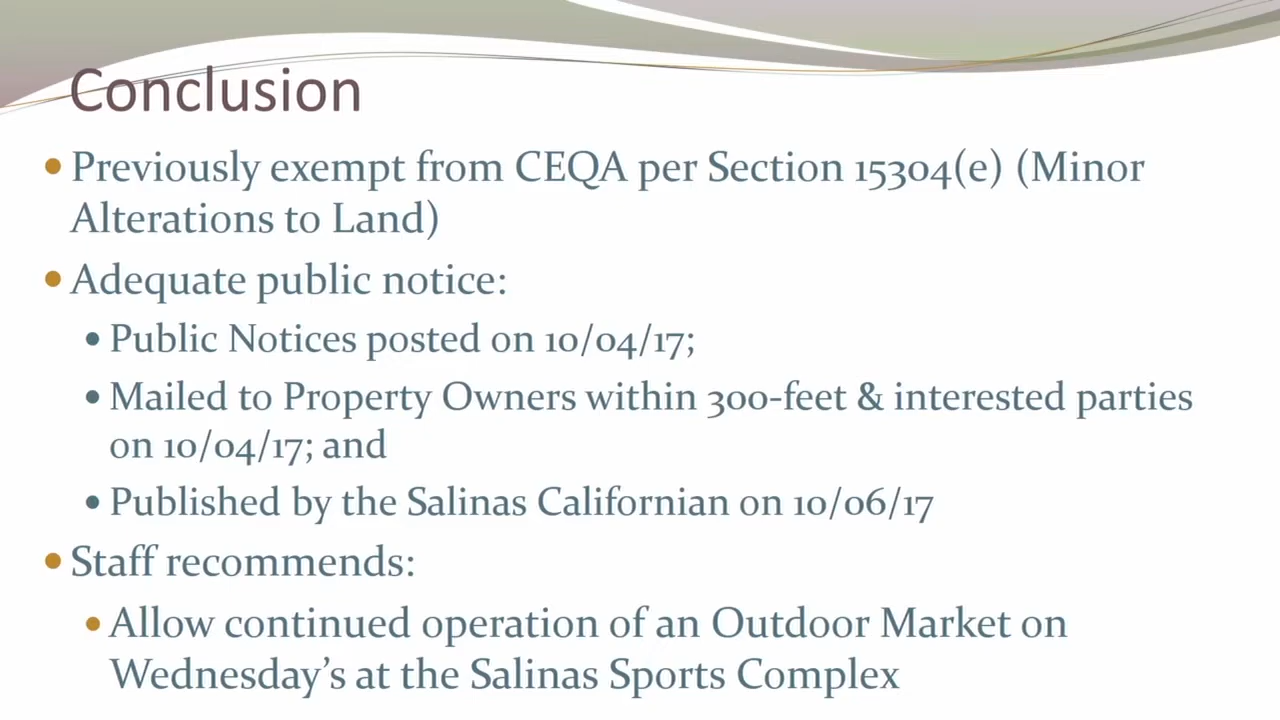 Conclusion
Previously exempt from CEQA per Section 15304(e) (Minor
Alterations to Land)
Adequate public notice:
Public Notices posted on 10/04/17;
Mailed to Property Owners within 300-feet & interested parties
on 10/04/17; and
Published by the Salinas Californian on 10/06/17
Staff recommends:
Allow continued operation of an Outdoor Market on
Wednesday’s at the Salinas Sports Complex